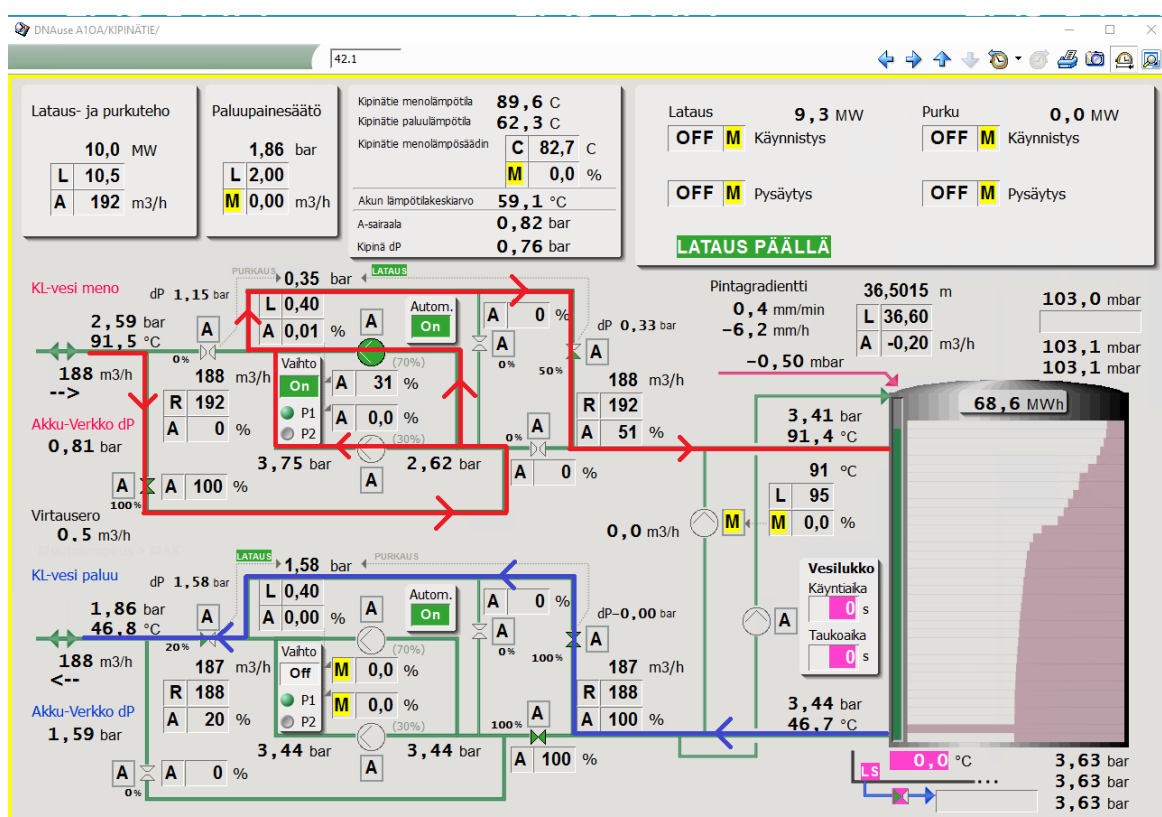 DNAuse A1OA/KIPINÄTIE/
42.1
Lataus- ja purkuteho
10,0 MW
L 10,5
A 192 m3/h
Paluupainesäätö
1,86 bar
L 2,00
M 0,00 m3/h
Kipinätie menolämpötila 89,6 C
Kipinätie paluulämpötila 62,3 C
Kipinätie menolämpösäädin C 82,7 C
M 0,0 %
Akun lämpötilakeskiarvo 59,1 °C
A-sairaala 0,82 bar
Kipinä dP 0,76 bar
Lataus 9,3 MW
OFF M Käynnistys
OFF M Pysäytys
Purku 0,0 MW
OFF M Käynnistys
OFF M Pysäytys
LATAUS PÄÄLLÄ
KL-vesi meno
dP 1,15 bar
2,59 bar
91,5 °C
188 m3/h
-->
Akku-Verkko dP
0,81 bar
A
0%
PURKAUS 0,35 bar LATAUS
L 0,40
A 0,01 %
A
Autom.
On
(70%)
188 m3/h
R 192
A 0 %
Vaihto
On
P1
P2
A 31 %
A 0,0 %
(30%)
3,75 bar
2,62 bar
A
A
A 100 %
100%
A 0 %
A
0%
dP 0,33 bar
A
50%
188 m3/h
R 192
A 51 %
0%
A
A 0 %
Pintagradientti
0,4 mm/min
-6,2 mm/h
-0,50 mbar
36,5015 m
L 36,60
A -0,20 m3/h
103,0 mbar
103,1 mbar
103,1 mbar
68,6 MWh
3,41 bar
91,4 °C
91 °C
L 95
M M 0,0 %
0,0 m3/h
Vesilukko
Käyntiaika
0 s
Taukoaika
0 s
A
3,44 bar
46,7 °C
Virtausero
0.5 m3/h
KL-vesi paluu
dP 1,58 bar
1,86 bar
46,8 °C
188 m3/h
<--
Akku-Verkko dP
1,59 bar
A
20%
LATAUS 1,58 bar PURKAUS
L 0,40
A 0,00 %
A
Autom.
On
(70%)
187 m3/h
R 188
A 20 %
Vaihto
Off
P1
P2
M 0,0 %
M 0,0 %
(30%)
3,44 bar
3,44 bar
A
A
A 0 %
0%
A 0 %
A
0%
dP-0,00 bar
A
100%
187 m3/h
R 188
A 100 %
100%
A
A 100 %
LS
0,0 °C
...
3,63 bar
3,63 bar
3,63 bar